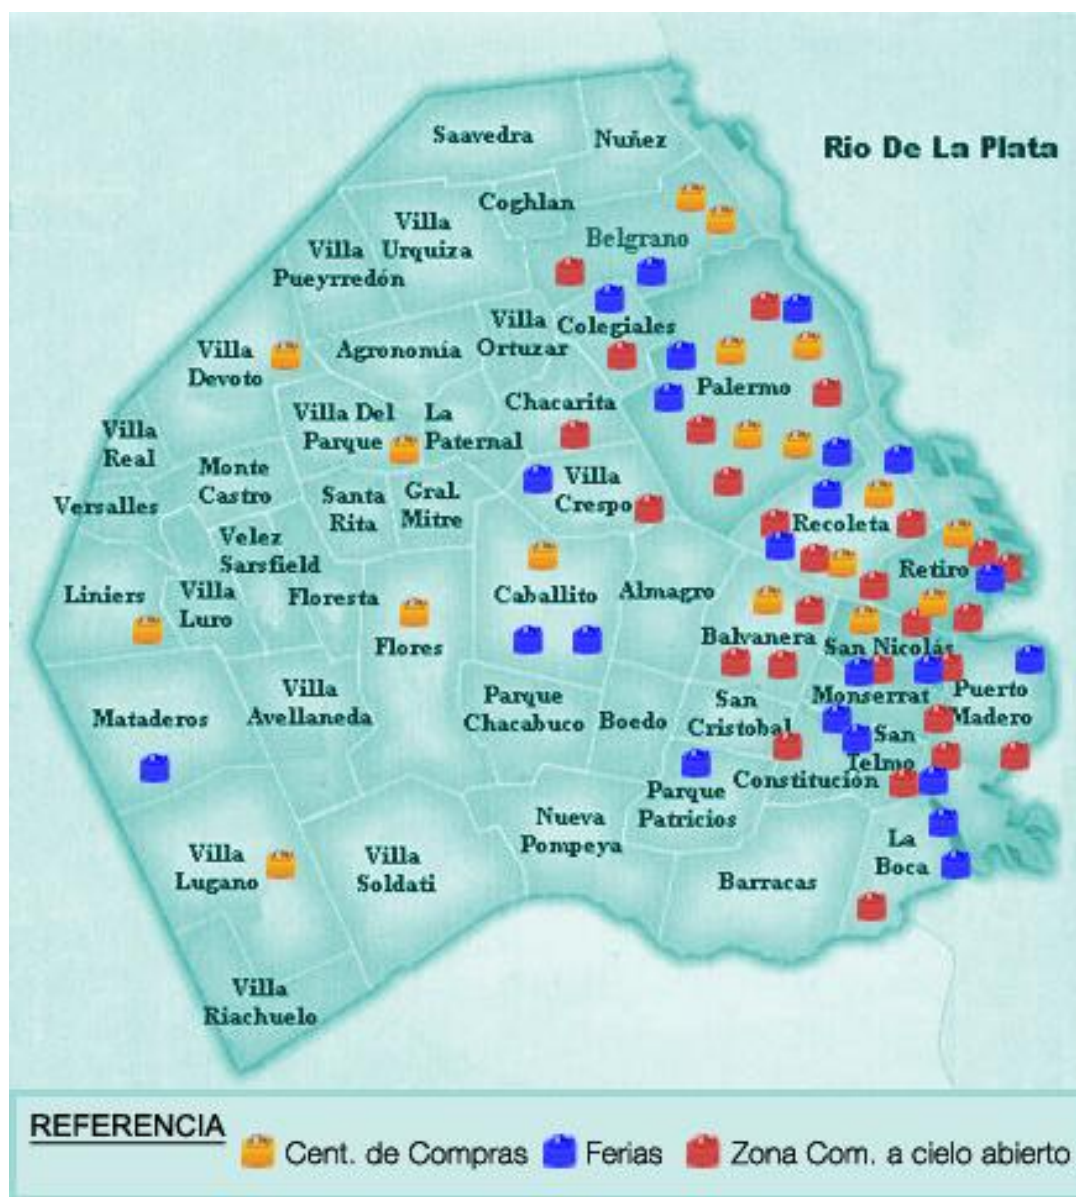 Saavedra
Nuñez
Rio De La Plata
Coghlan
Villa
Urquiza
Belgrano
Villa
Pueyrredón
Villa
Ortuzar
Colegiales
Villa
Devoto
Agronomía
Palermo
Chacarita
Villa Del
Parque
La
Paternal
Villa
Real
Monte
Castro
Villa
Crespo
Versalles
Santa
Rita
Gral.
Mitre
Recoleta
Velez
Sarsfield
Retiro
Liniers
Villa
Luro
Floresta
Caballito
Almagro
Flores
Balvanera
San Nicolás
Villa
Avellaneda
Parque
Chacabuco
Boedo
San
Cristobal
Monserrat
Puerto
Madero
Mataderos
San
Telmo
Constitución
Parque
Patricios
Nueva
Pompeya
La
Boca
Villa
Lugano
Villa
Soldati
Barracas
Villa
Riachuelo
REFERENCIA
Cent. de Compras
Ferias
Zona Com. a cielo abierto